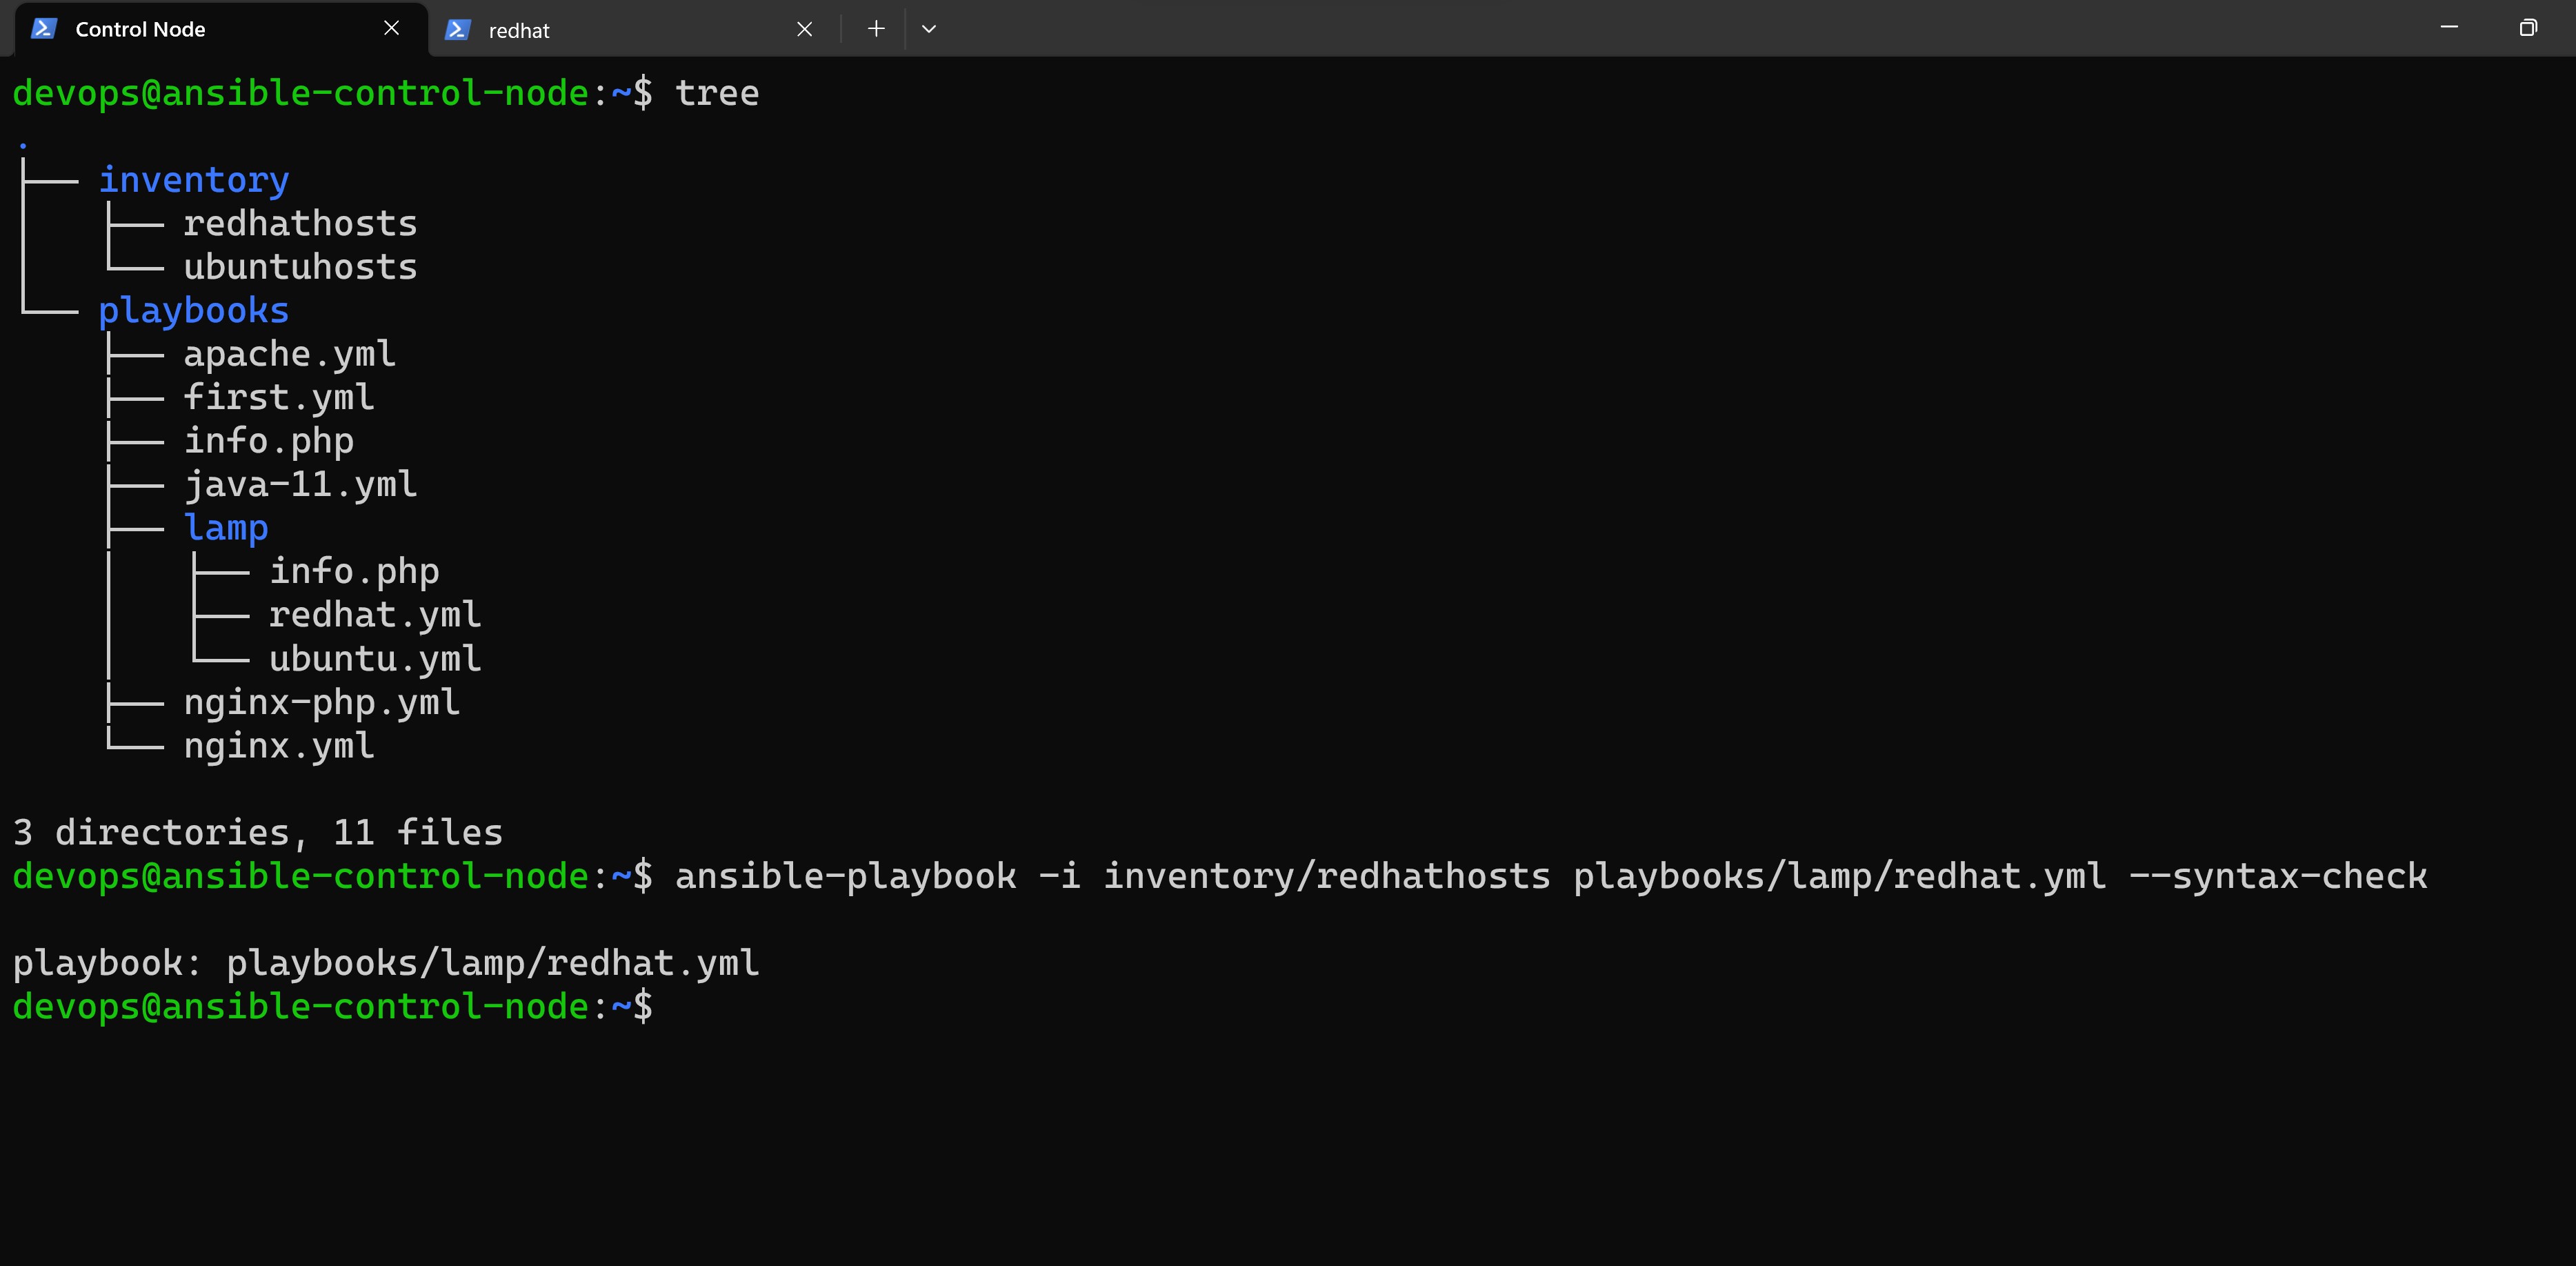 Control Node
redhat
devops@ansible-control-node:~$ tree
.
├── inventory
│   ├── redhathosts
│   └── ubuntuhosts
└── playbooks
    ├── apache.yml
    ├── first.yml
    ├── info.php
    ├── java-11.yml
    ├── lamp
    │   ├── info.php
    │   ├── redhat.yml
    │   └── ubuntu.yml
    ├── nginx-php.yml
    └── nginx.yml
3 directories, 11 files
devops@ansible-control-node:~$ ansible-playbook -i inventory/redhathosts playbooks/lamp/redhat.yml --syntax-check
playbook: playbooks/lamp/redhat.yml
devops@ansible-control-node:~$